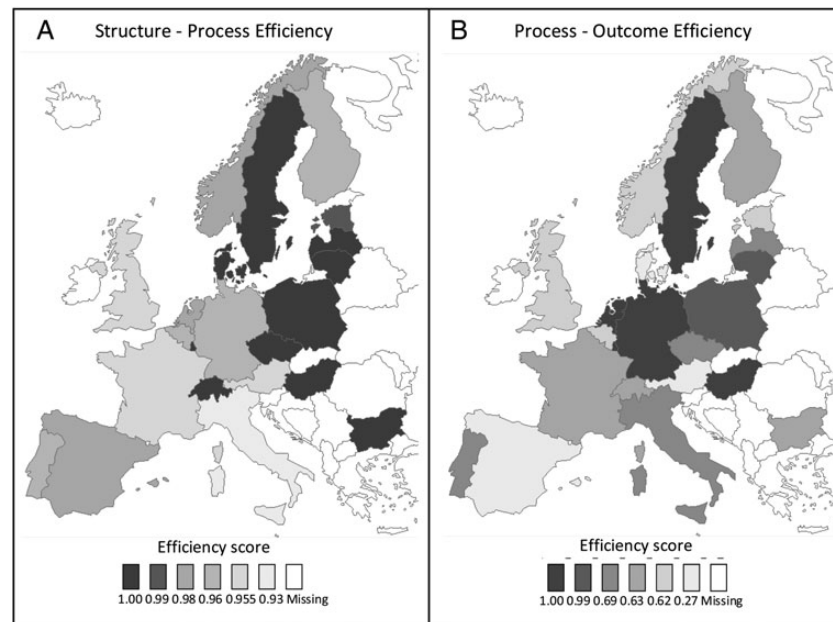 A Structure - Process Efficiency
Efficiency score
1.00 0.99 0.98 0.96 0.955 0.93 Missing
B Process - Outcome Efficiency
Efficiency score
1.00 0.99 0.69 0.63 0.62 0.27 Missing